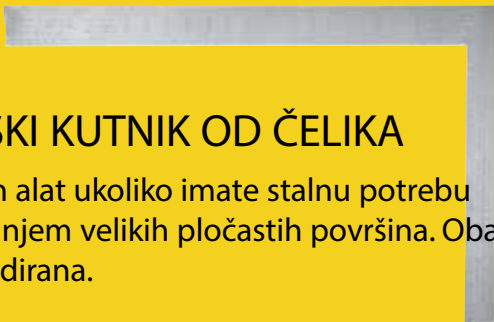 SKI KUTNIK OD ČELIKA
alat ukoliko imate stalnu potrebu
njem velikih pločastih površina. Oba
dirana.